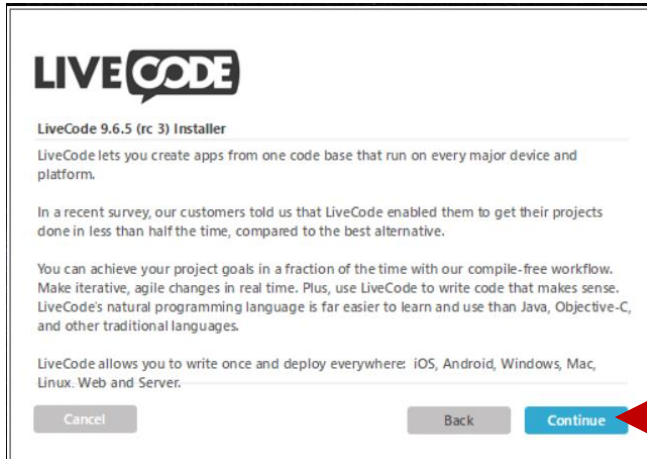 LIVECODE
LiveCode 9.6.5 (rc 3) Installer
LiveCode lets you create apps from one code base that run on every major device and
platform.
In a recent survey, our customers told us that LiveCode enabled them to get their projects
done in less than half the time, compared to the best alternative.
You can achieve your project goals in a fraction of the time with our compile-free workflow.
Make iterative, agile changes in real time. Plus, use LiveCode to write code that makes sense.
LiveCode's natural programming language is far easier to learn and use than Java, Objective-C,
and other traditional languages.
LiveCode allows you to write once and deploy everywhere: iOS, Android, Windows, Mac,
Linux. Web and Server.
Cancel Back Continue